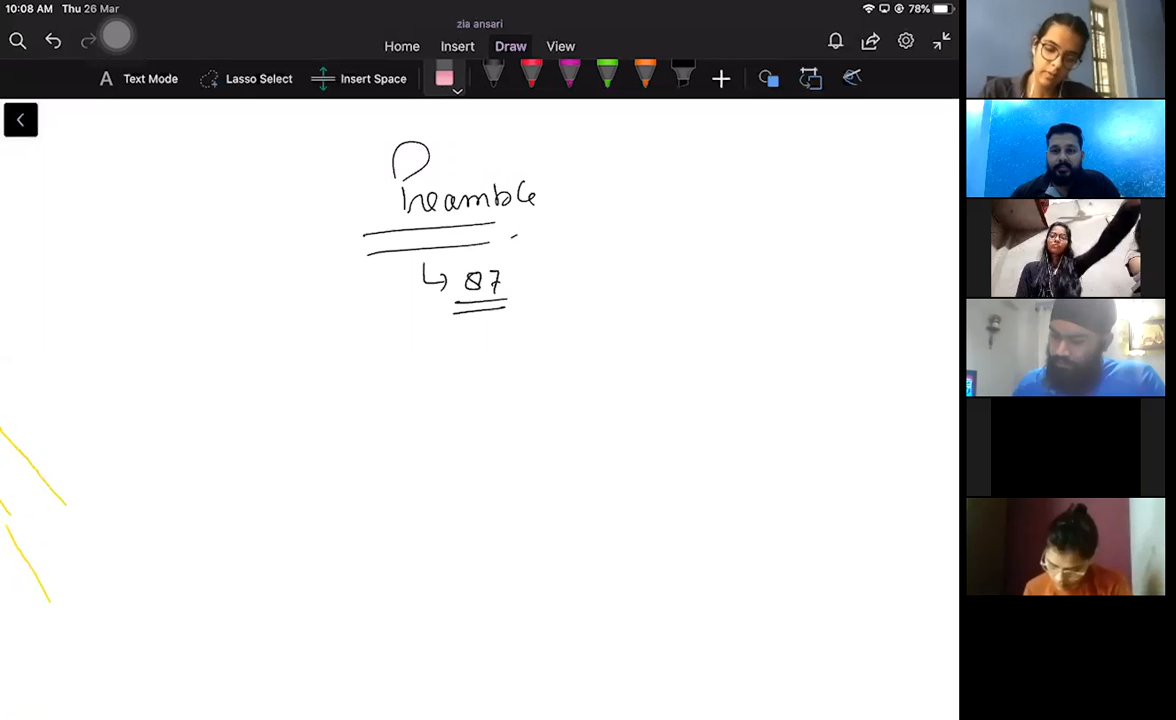 10:08 AM Thu 26 Mar 78%
zia ansari
Home Insert Draw View
Text Mode Lasso Select Insert Space
Preamble
↳ 87